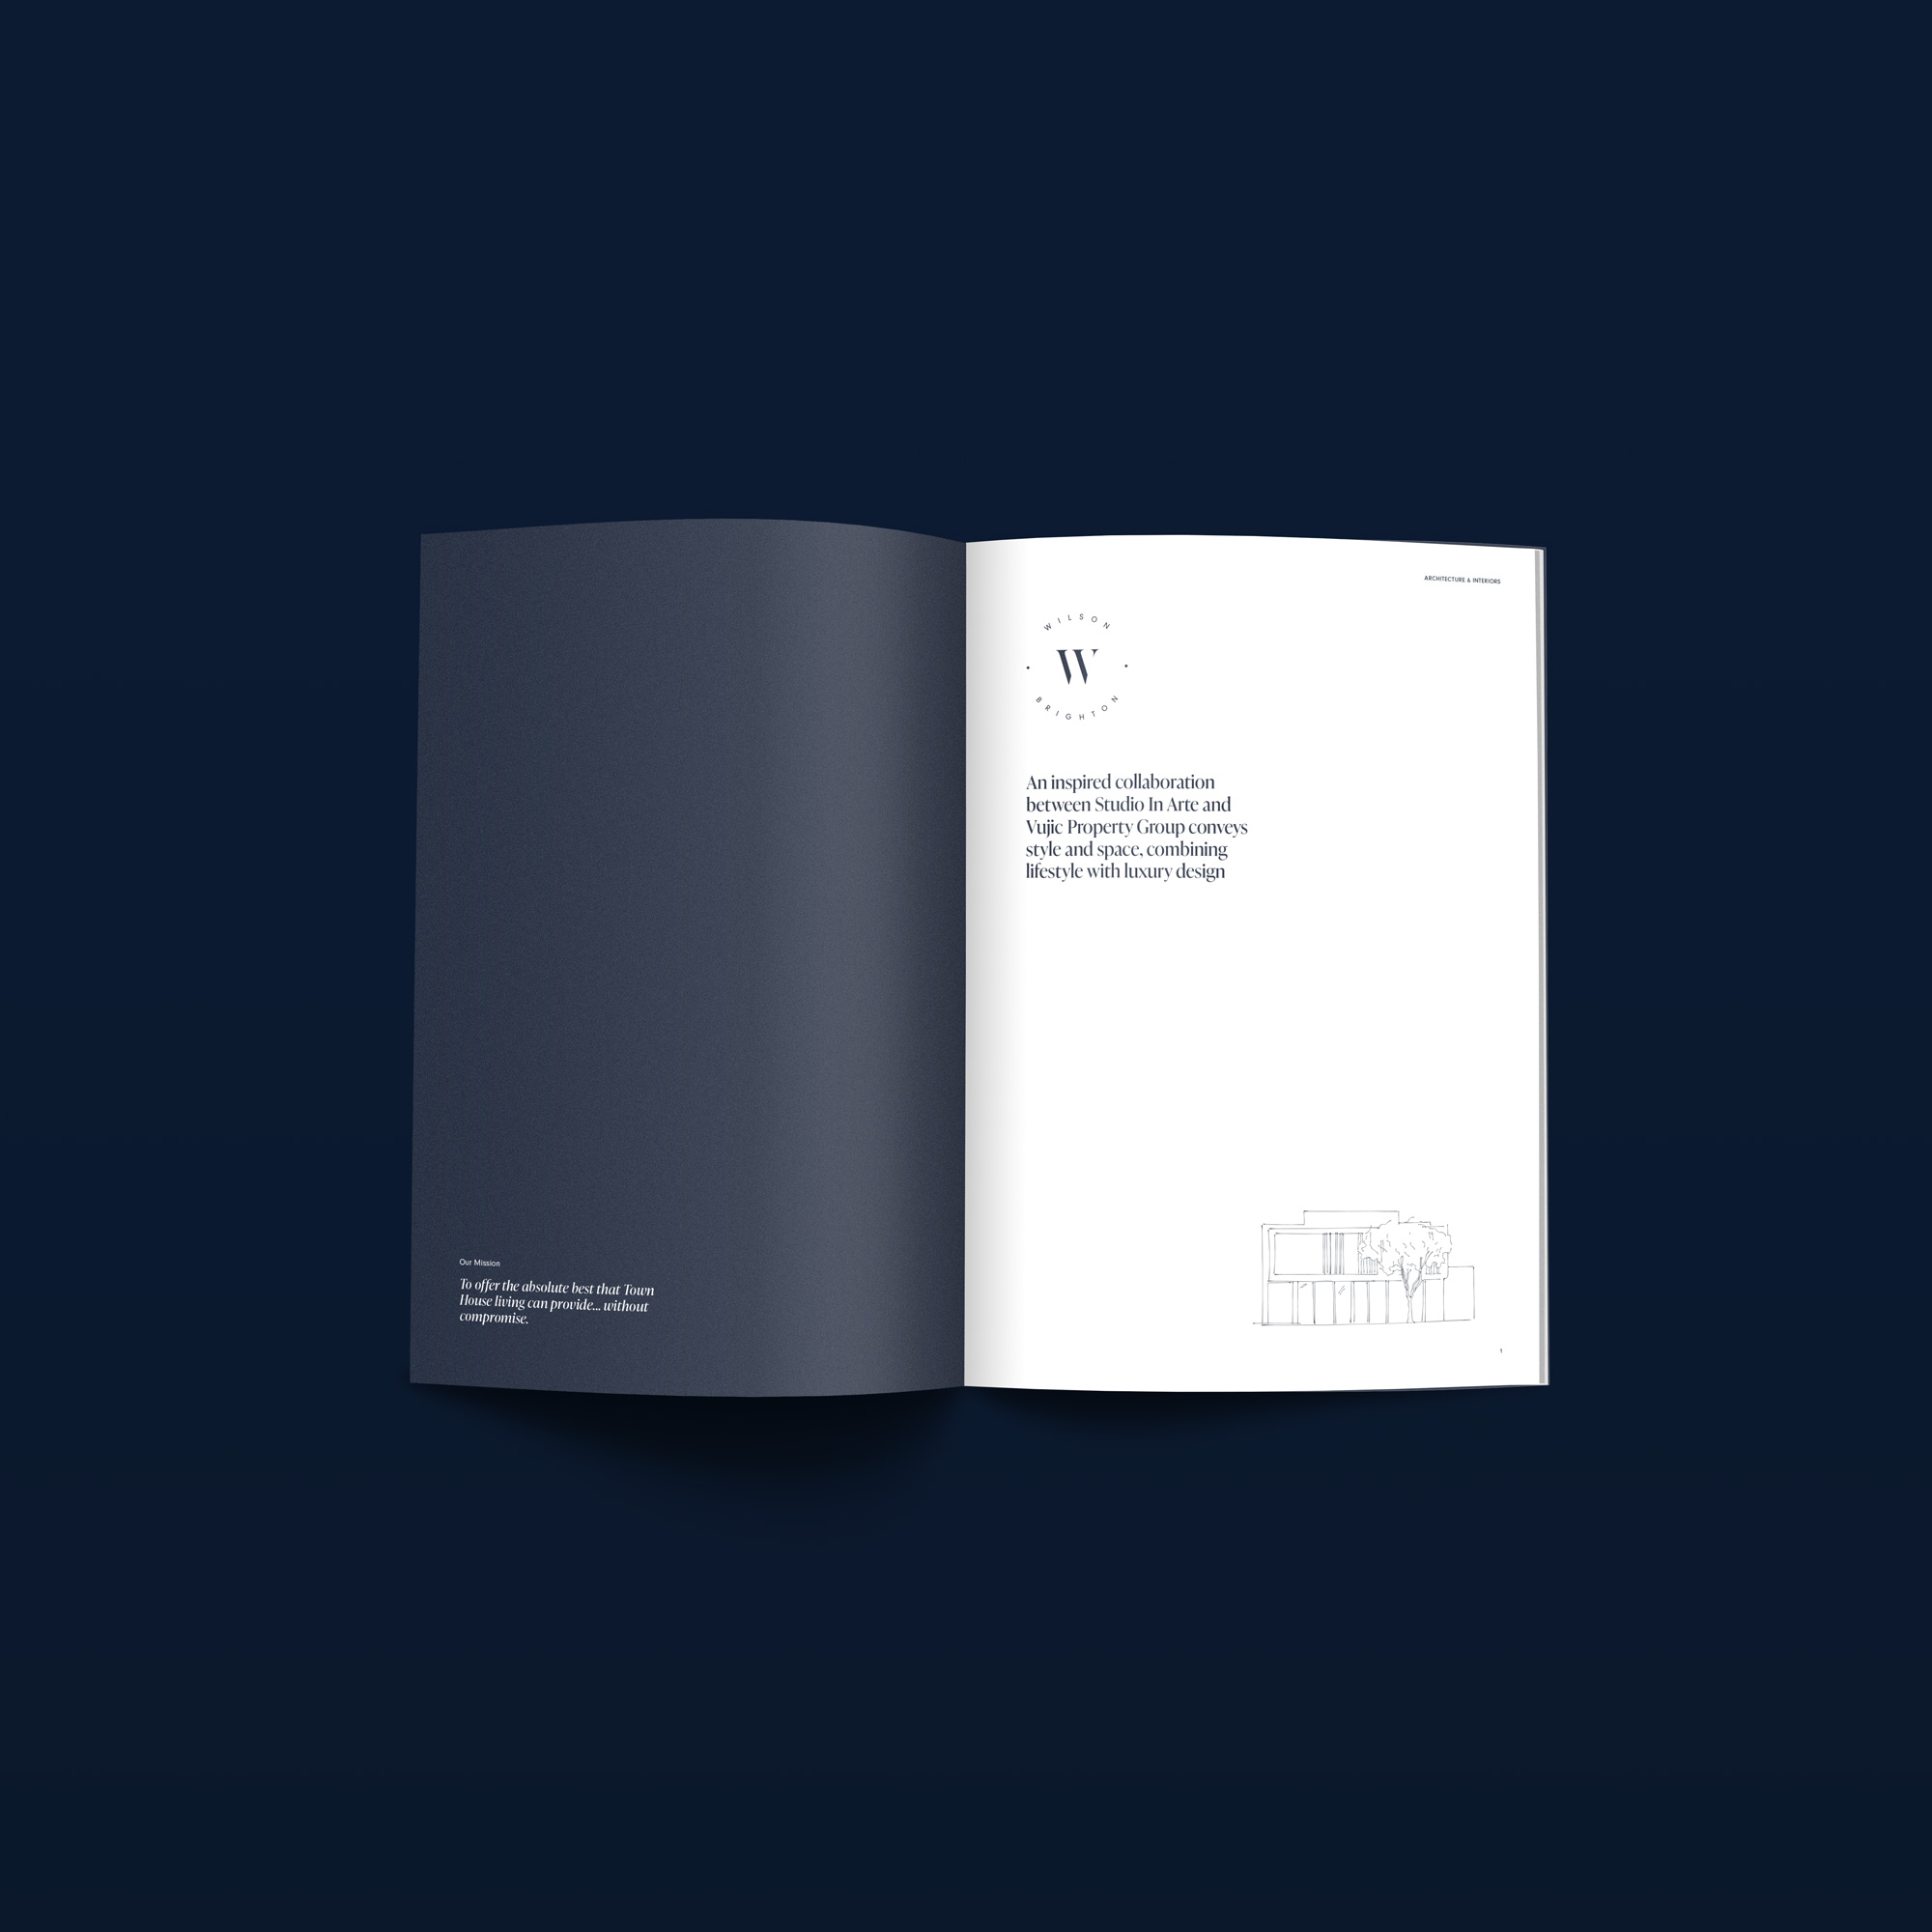 Our Mission
To offer the absolute best that Town
House living can provide... without
compromise.
ARCHITECTURE & INTERIORS
WILSON
W
BRIGHTON
An inspired collaboration
between Studio In Arte and
Vujic Property Group conveys
style and space, combining
lifestyle with luxury design
1